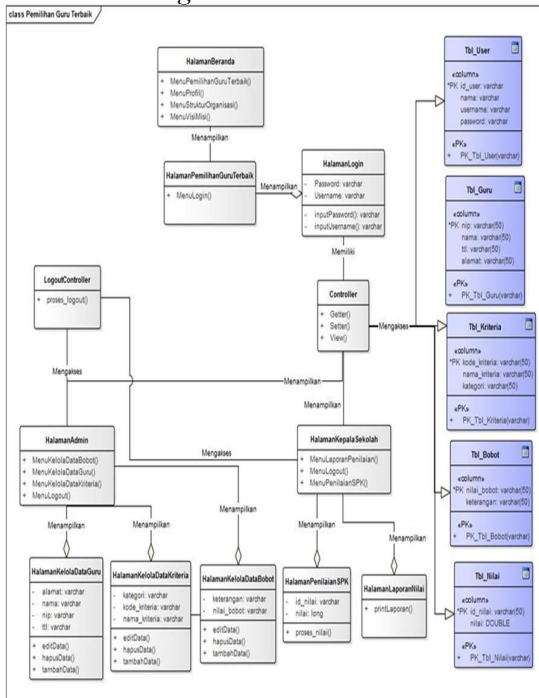 class Pemilihan Guru Terbaik
HalamanBeranda
+ MenuPemilihanGuruTerbaik()
+ MenuProfil()
+ MenuStrukturOrganisasi()
+ MenuVisiMisi()
Menampilkan
HalamanPemilihanGuruTerbaik
+ MenuLogin()
Menampilkan
HalamanLogin
- Password: varchar
- Username: varchar
- inputPassword(): varchar
- inputUsername(): varchar
Memiliki
LogoutController
+ proses_logout()
Controller
+ Getter()
+ Setter()
+ View()
Mengakses
Mengakses
Menampilkan
Menampilkan
HalamanAdmin
+ MenuKelolaDataBobot()
+ MenuKelolaDataGuru()
+ MenuKelolaDataKriteria()
+ MenuLogout()
Mengakses
HalamanKepalaSekolah
+ MenuLaporanPenilaian()
+ MenuLogout()
+ MenuPenilaianSPK()
Menampilkan
Menampilkan
Menampilkan
Menampilkan
Menampilkan
HalamanKelolaDataGuru
- alamat: varchar
- nama: varchar
- nip: varchar
- ttl: varchar
+ editData()
+ hapusData()
+ tambahData()
HalamanKelolaDataKriteria
- kategori: varchar
- kode_kriteria: varchar
- nama_kriteria: varchar
+ editData()
+ hapusData()
+ tambahData()
HalamanKelolaDataBobot
- keterangan: varchar
- nilai_bobot: varchar
+ editData()
+ hapusData()
+ tambahData()
HalamanPenilaianSPK
- id_nilai: varchar
- nilai: long
+ proses_nilai()
HalamanLaporanNilai
+ printLaporan()
Tbl_User
«column»
*PK id_user: varchar
nama: varchar
username: varchar
password: varchar
«PK»
+ PK_Tbl_User(varchar)
Tbl_Guru
«column»
*PK nip: varchar(50)
nama: varchar(50)
ttl: varchar(50)
alamat: varchar(50)
«PK»
+ PK_Tbl_Guru(varchar)
Tbl_Kriteria
«column»
*PK kode_kriteria: varchar(50)
nama_kriteria: varchar(50)
kategori: varchar(50)
«PK»
+ PK_Tbl_Kriteria(varchar)
Tbl_Bobot
«column»
*PK nilai_bobot: varchar(50)
keterangan: varchar(50)
«PK»
+ PK_Tbl_Bobot(varchar)
Tbl_Nilai
«column»
*PK id_nilai: varchar(50)
nilai: DOUBLE
«PK»
+ PK_Tbl_Nilai(varchar)